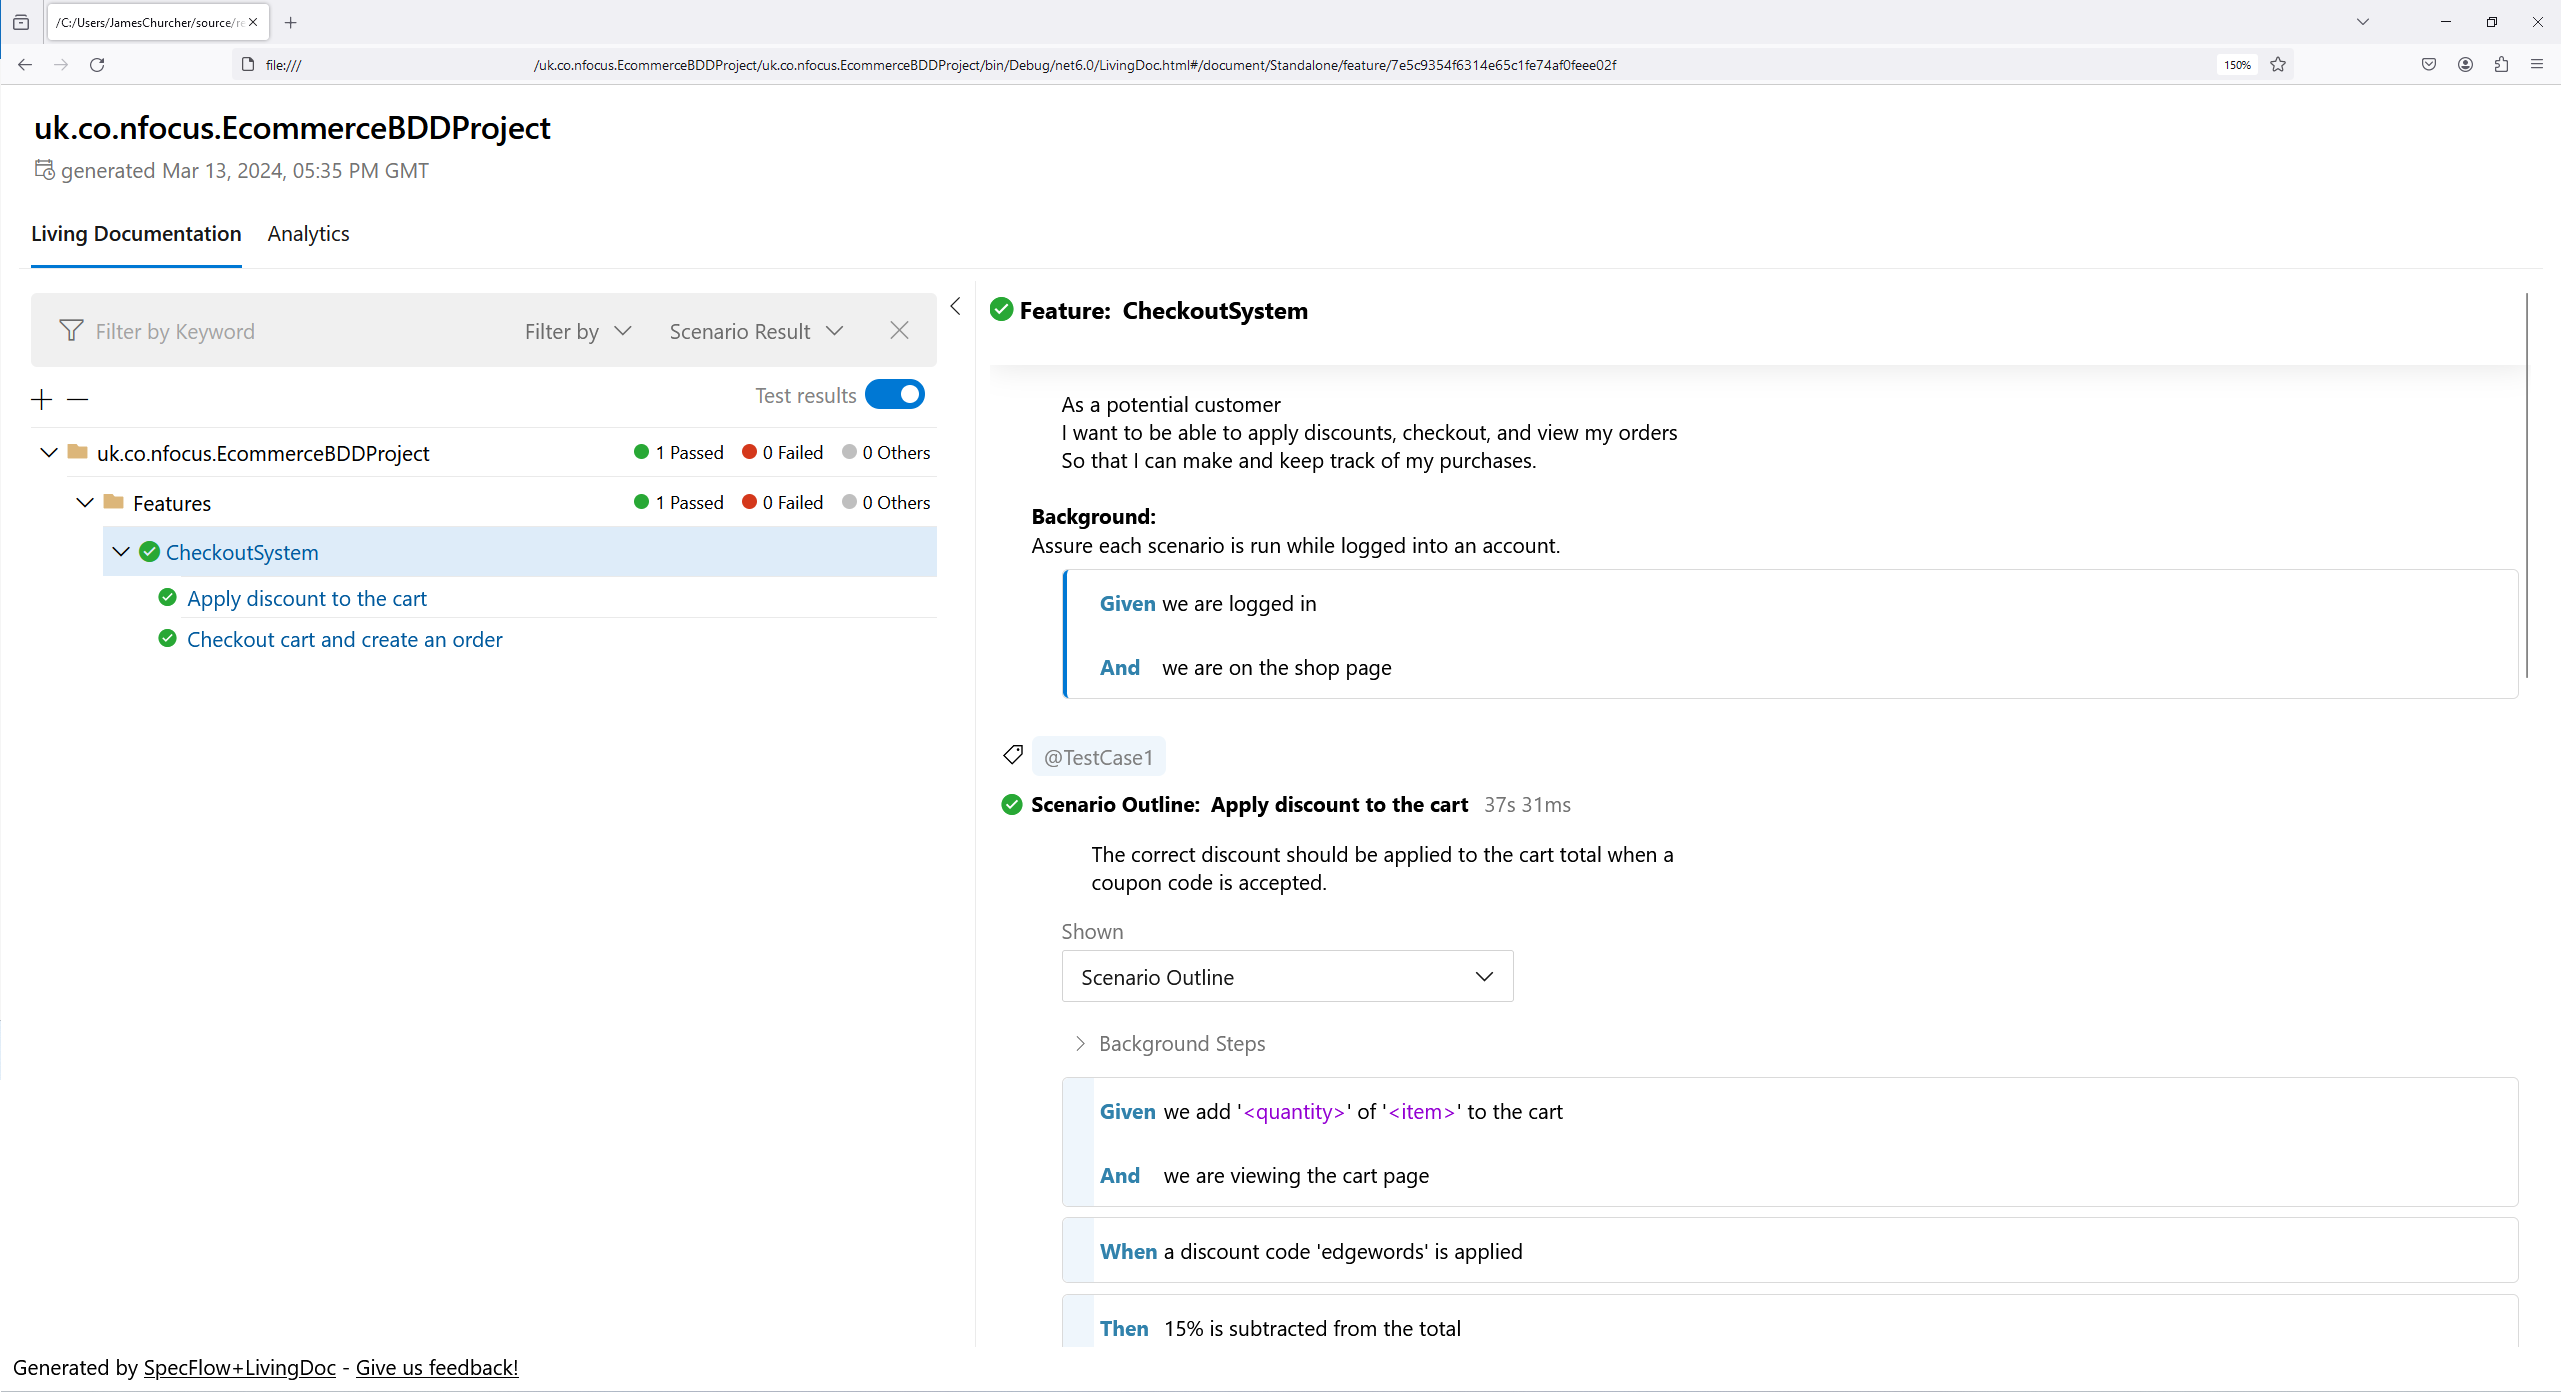 /C:/Users/JamesChurcher/source/re
file:/// /uk.co.nfocus.EcommerceBDDProject/uk.co.nfocus.EcommerceBDDProject/bin/Debug/net6.0/LivingDoc.html#/document/Standalone/feature/7e5c9354f6314e65c1fe74af0feee02f 150%
uk.co.nfocus.EcommerceBDDProject
generated Mar 13, 2024, 05:35 PM GMT
Living Documentation Analytics
Filter by Keyword Filter by Scenario Result
Test results
uk.co.nfocus.EcommerceBDDProject 1 Passed 0 Failed 0 Others
Features 1 Passed 0 Failed 0 Others
CheckoutSystem
Apply discount to the cart
Checkout cart and create an order
Feature: CheckoutSystem
As a potential customer
I want to be able to apply discounts, checkout, and view my orders
So that I can make and keep track of my purchases.
Background:
Assure each scenario is run while logged into an account.
Given we are logged in
And we are on the shop page
@TestCase1
Scenario Outline: Apply discount to the cart 37s 31ms
The correct discount should be applied to the cart total when a
coupon code is accepted.
Shown
Scenario Outline
Background Steps
Given we add '<quantity>' of '<item>' to the cart
And we are viewing the cart page
When a discount code 'edgewords' is applied
Then 15% is subtracted from the total
Generated by SpecFlow+LivingDoc - Give us feedback!